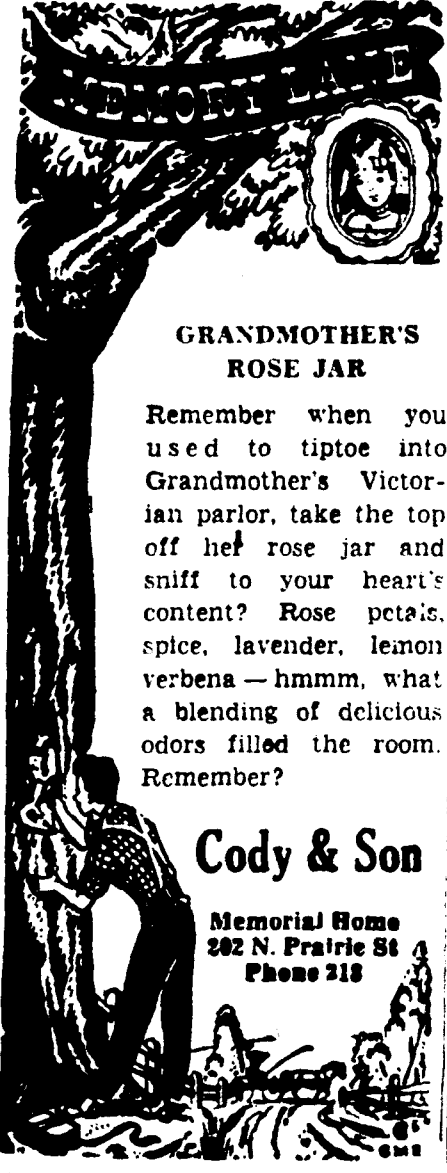 MEMORY LANE
GRANDMOTHER'S
ROSE JAR
Remember when you
used to tiptoe into
Grandmother's Victor-
ian parlor, take the top
off her rose jar and
sniff to your heart's
content? Rose petals,
spice, lavender, lemon
verbena — hmmm, what
a blending of delicious
odors filled the room.
Remember?
Cody & Son
Memorial Home
202 N. Prairie St
Phone 218